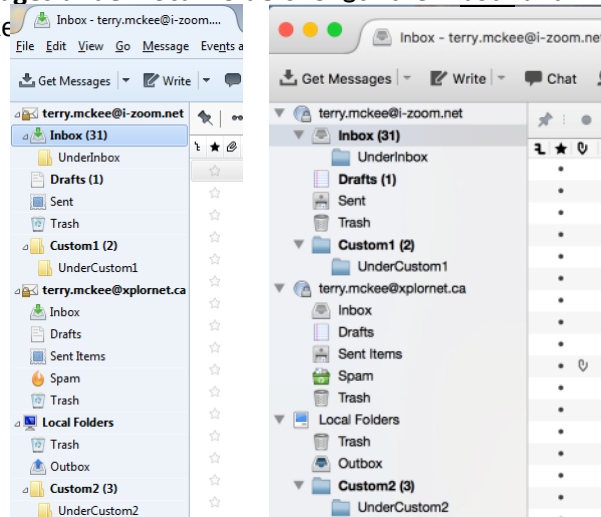 Inbox - terry.mckee@i-zoom....
File Edit View Go Message Events a
Get Messages Write
terry.mckee@i-zoom.net
Inbox (31)
UnderInbox
Drafts (1)
Sent
Trash
Custom1 (2)
UnderCustom1
terry.mckee@xplornet.ca
Inbox
Drafts
Sent Items
Spam
Trash
Local Folders
Trash
Outbox
Custom2 (3)
UnderCustom2
Inbox - terry.mckee@i-zoom.net
Get Messages Write Chat
terry.mckee@i-zoom.net
Inbox (31)
UnderInbox
Drafts (1)
Sent
Trash
Custom1 (2)
UnderCustom1
terry.mckee@xplornet.ca
Inbox
Drafts
Sent Items
Spam
Trash
Local Folders
Trash
Outbox
Custom2 (3)
UnderCustom2